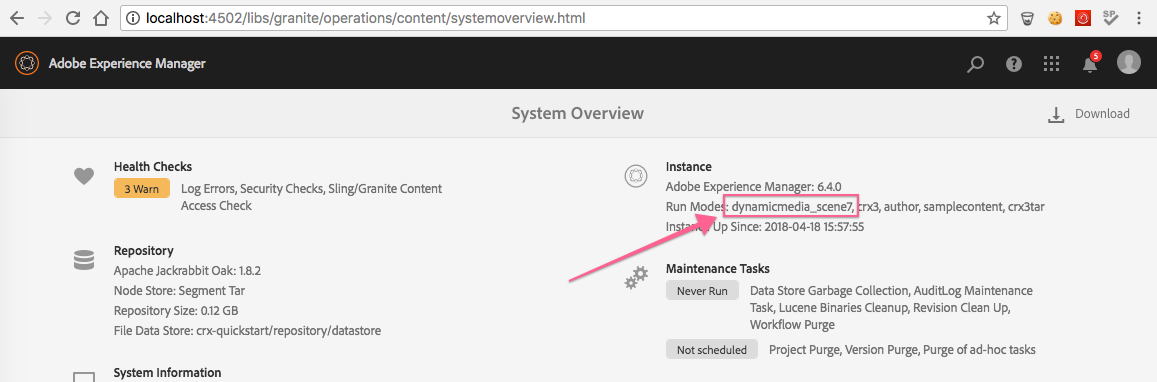 localhost:4502/libs/granite/operations/content/systemoverview.html
SP
Adobe Experience Manager
5
System Overview
Download
Health Checks
3 Warn
Log Errors, Security Checks, Sling/Granite Content
Access Check
Repository
Apache Jackrabbit Oak: 1.8.2
Node Store: Segment Tar
Repository Size: 0.12 GB
File Data Store: crx-quickstart/repository/datastore
System Information
Instance
Adobe Experience Manager: 6.4.0
Run Modes: dynamicmedia_scene7, crx3, author, samplecontent, crx3tar
Instance Up Since: 2018-04-18 15:57:55
Maintenance Tasks
Never Run
Data Store Garbage Collection, AuditLog Maintenance
Task, Lucene Binaries Cleanup, Revision Clean Up,
Workflow Purge
Not scheduled
Project Purge, Version Purge, Purge of ad-hoc tasks